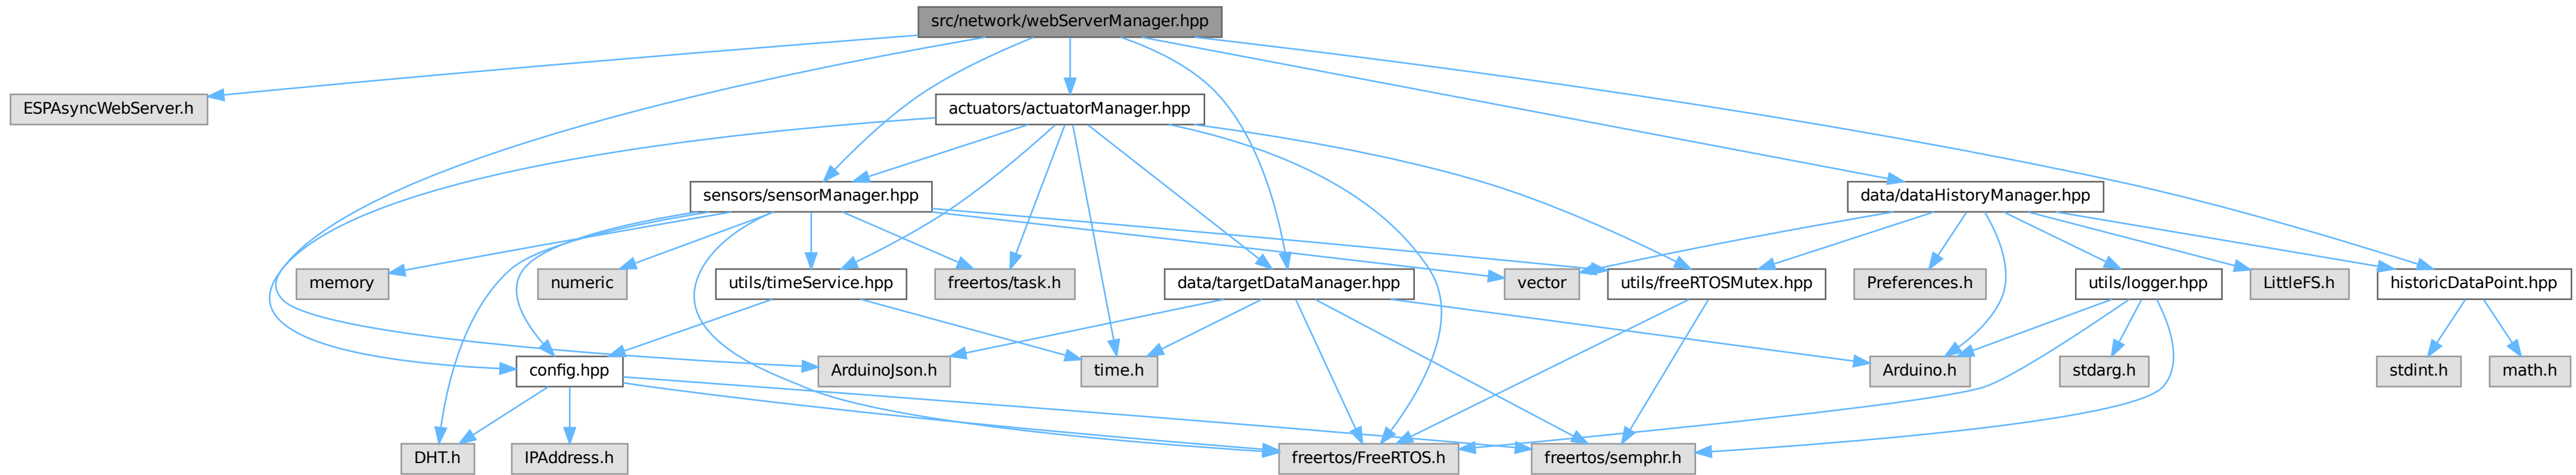 src/network/webServerManager.hpp
ESPAsyncWebServer.h
actuators/actuatorManager.hpp
sensors/sensorManager.hpp
data/dataHistoryManager.hpp
memory
numeric
utils/timeService.hpp
freertos/task.h
data/targetDataManager.hpp
vector
utils/freeRTOSMutex.hpp
Preferences.h
utils/logger.hpp
LittleFS.h
historicDataPoint.hpp
config.hpp
ArduinoJson.h
time.h
Arduino.h
stdarg.h
stdint.h
math.h
DHT.h
IPAddress.h
freertos/FreeRTOS.h
freertos/semphr.h